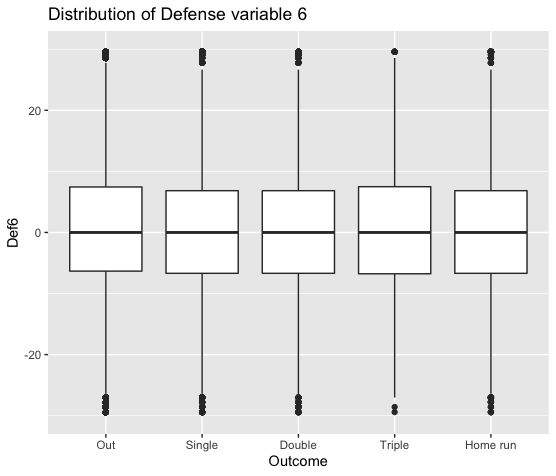 Distribution of Defense variable 6
Def6
20
0
-20
Out Single Double Triple Home run
Outcome